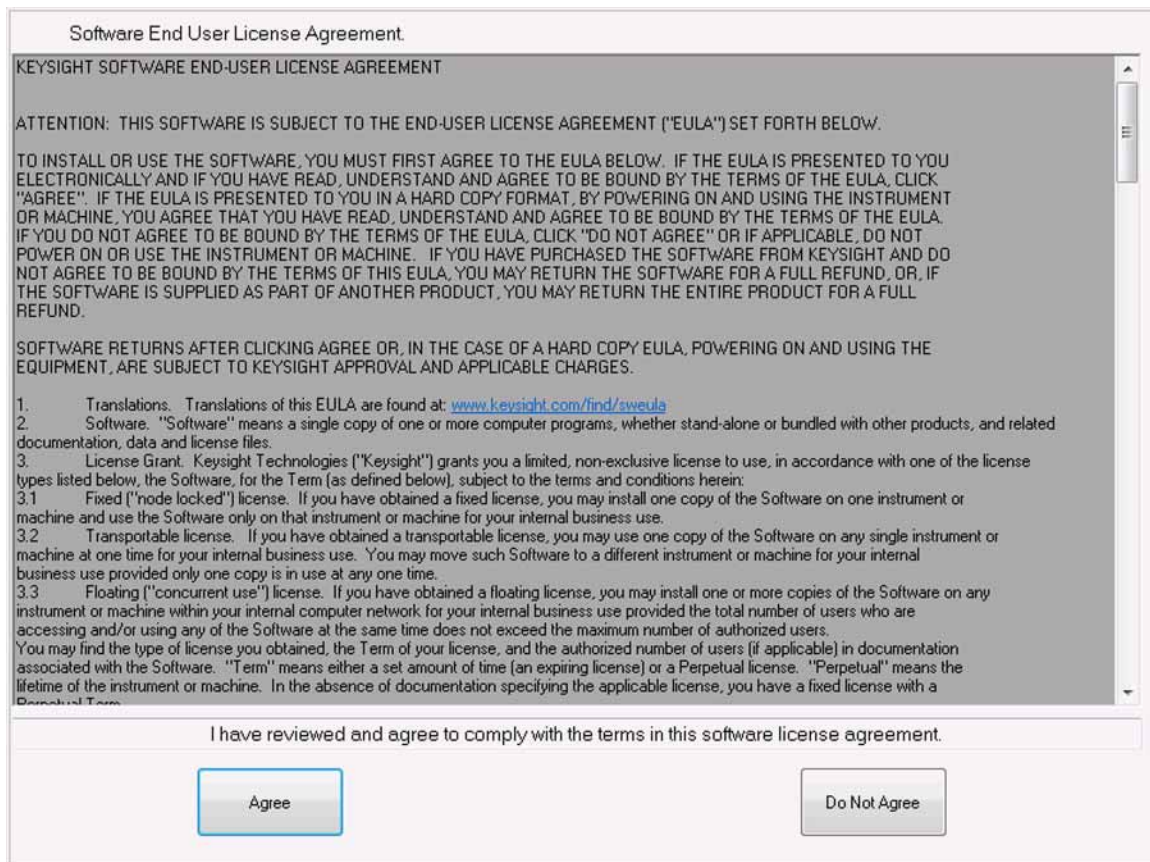 Software End User License Agreement.
KEYSIGHT SOFTWARE END-USER LICENSE AGREEMENT
ATTENTION:  THIS SOFTWARE IS SUBJECT TO THE END-USER LICENSE AGREEMENT ("EULA") SET FORTH BELOW.
TO INSTALL OR USE THE SOFTWARE, YOU MUST FIRST AGREE TO THE EULA BELOW.  IF THE EULA IS PRESENTED TO YOU
ELECTRONICALLY AND IF YOU HAVE READ, UNDERSTAND AND AGREE TO BE BOUND BY THE TERMS OF THE EULA, CLICK
"AGREE".  IF THE EULA IS PRESENTED TO YOU IN A HARD COPY FORMAT, BY POWERING ON AND USING THE INSTRUMENT
OR MACHINE, YOU AGREE THAT YOU HAVE READ, UNDERSTAND AND AGREE TO BE BOUND BY THE TERMS OF THE EULA.
IF YOU DO NOT AGREE TO BE BOUND BY THE TERMS OF THE EULA, CLICK "DO NOT AGREE" OR IF APPLICABLE, DO NOT
POWER ON OR USE THE INSTRUMENT OR MACHINE.   IF YOU HAVE PURCHASED THE SOFTWARE FROM KEYSIGHT AND DO
NOT AGREE TO BE BOUND BY THE TERMS OF THIS EULA, YOU MAY RETURN THE SOFTWARE FOR A FULL REFUND, OR, IF
THE SOFTWARE IS SUPPLIED AS PART OF ANOTHER PRODUCT, YOU MAY RETURN THE ENTIRE PRODUCT FOR A FULL
REFUND.
SOFTWARE RETURNS AFTER CLICKING AGREE OR, IN THE CASE OF A HARD COPY EULA, POWERING ON AND USING THE
EQUIPMENT, ARE SUBJECT TO KEYSIGHT APPROVAL AND APPLICABLE CHARGES.
1. Translations.  Translations of this EULA are found at: www.keysight.com/find/sweula
2. Software.  "Software" means a single copy of one or more computer programs, whether stand-alone or bundled with other products, and related
documentation, data and license files.
3. License Grant.  Keysight Technologies ("Keysight") grants you a limited, non-exclusive license to use, in accordance with one of the license
types listed below, the Software, for the Term (as defined below), subject to the terms and conditions herein:
3.1 Fixed ("node locked") license.  If you have obtained a fixed license, you may install one copy of the Software on one instrument or
machine and use the Software only on that instrument or machine for your internal business use.
3.2 Transportable license.  If you have obtained a transportable license, you may use one copy of the Software on any single instrument or
machine at one time for your internal business use.  You may move such Software to a different instrument or machine for your internal
business use provided only one copy is in use at any one time.
3.3 Floating ("concurrent use") license.  If you have obtained a floating license, you may install one or more copies of the Software on any
instrument or machine within your internal computer network for your internal business use provided the total number of users who are
accessing and/or using any of the Software at the same time does not exceed the maximum number of authorized users.
You may find the type of license you obtained, the Term of your license, and the authorized number of users (if applicable) in documentation
associated with the Software.  "Term" means either a set amount of time (an expiring license) or a Perpetual license.  "Perpetual" means the
lifetime of the instrument or machine.  In the absence of documentation specifying the applicable license, you have a fixed license with a
Perpetual Term.
I have reviewed and agree to comply with the terms in this software license agreement.
Agree
Do Not Agree